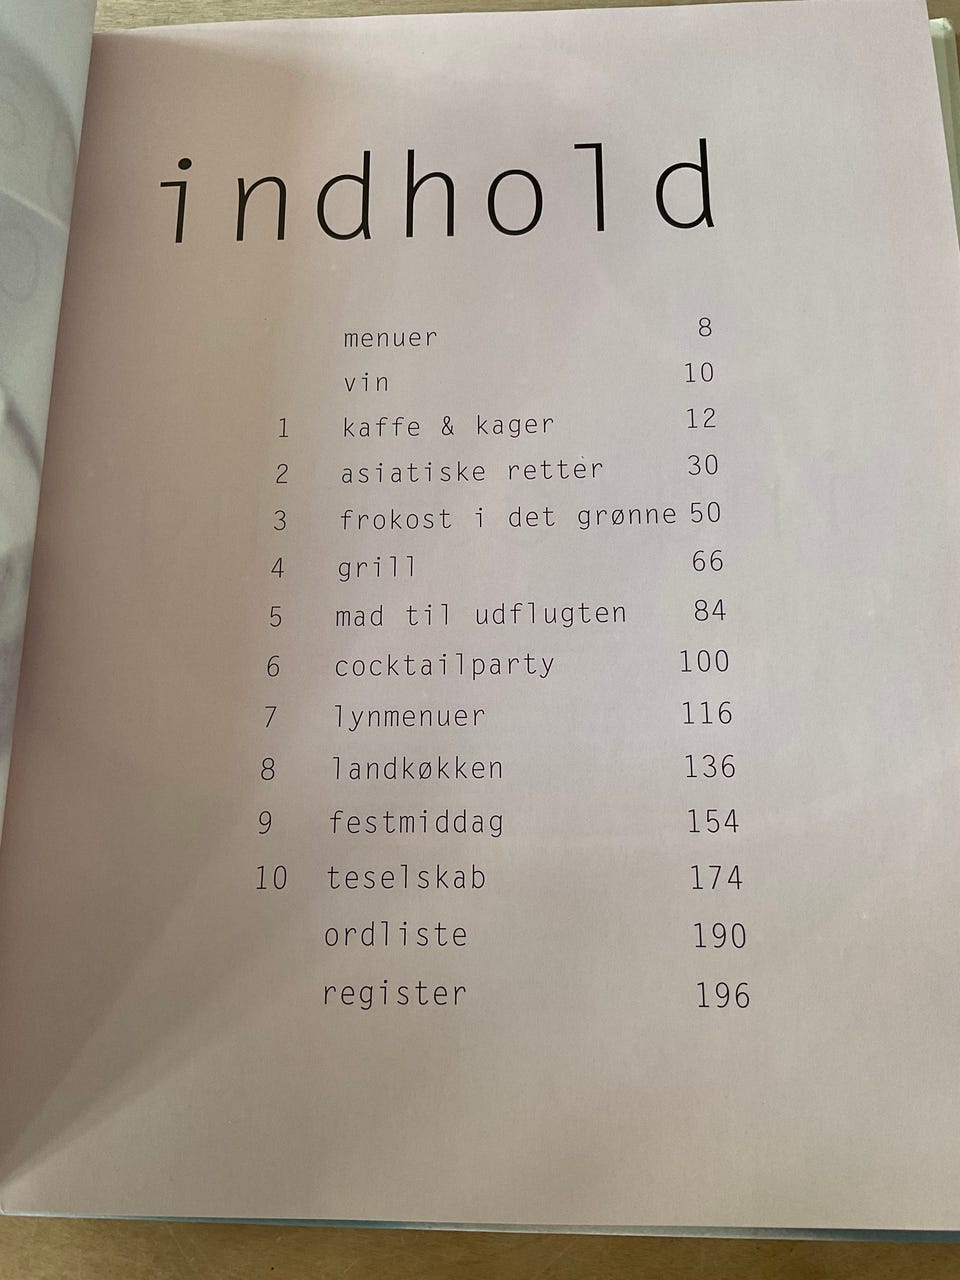 indhold
menuer 8
vin 10
1 kaffe & kager 12
2 asiatiske retter 30
3 frokost i det grønne 50
4 grill 66
5 mad til udflugten 84
6 cocktailparty 100
7 lynmenuer 116
8 landkøkken 136
9 festmiddag 154
10 teselskab 174
ordliste 190
register 196